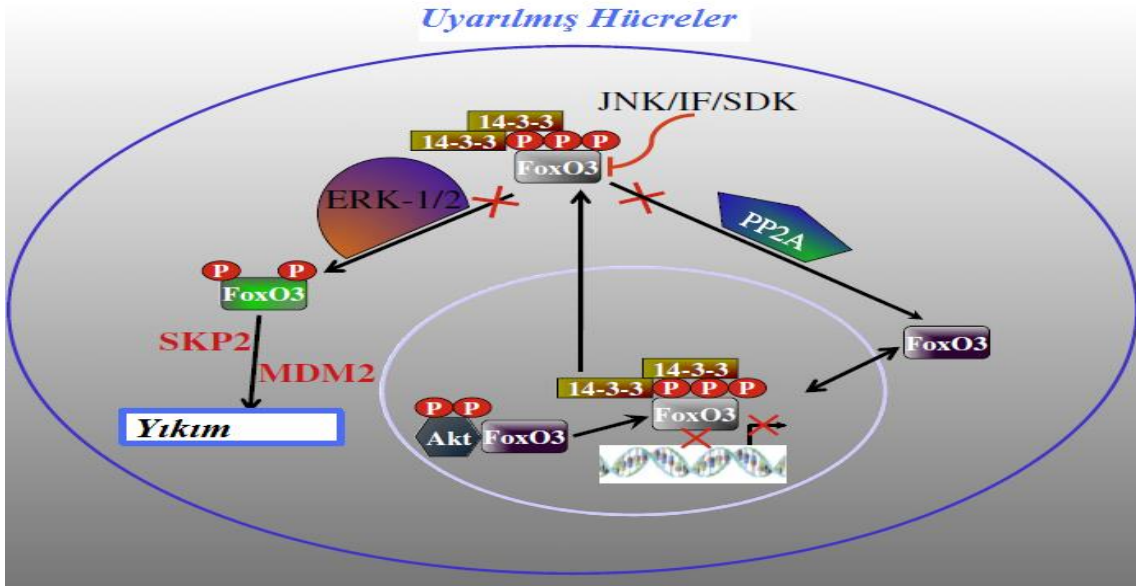 Uyarılmış Hücreler
JNK/IF/SDK
14-3-3
14-3-3 P P P
FoxO3
ERK-1/2
PP2A
P P
FoxO3
SKP2
MDM2
Yıkım
FoxO3
14-3-3
14-3-3 P P P
FoxO3
P P
Akt FoxO3